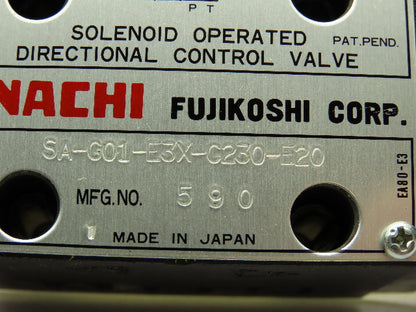 P T
SOLENOID OPERATED PAT.PEND.
DIRECTIONAL CONTROL VALVE
NACHI FUJIKOSHI CORP.
SA-G01-E3X-C230-E20
MFG.NO. 590
MADE IN JAPAN
EA80-E3